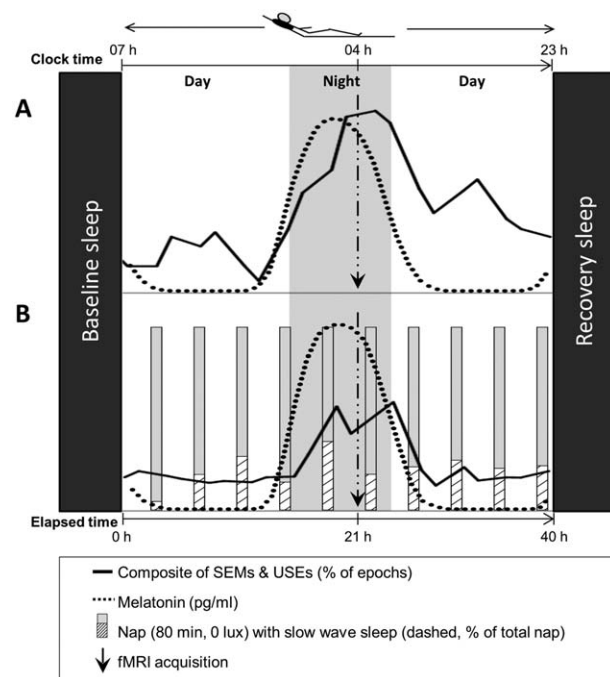 07 h 04 h 23 h
Clock time
Day Night Day
A
Baseline sleep
Recovery sleep
B
Elapsed time
0 h 21 h 40 h
Composite of SEMs & USEs (% of epochs)
Melatonin (pg/ml)
Nap (80 min, 0 lux) with slow wave sleep (dashed, % of total nap)
fMRI acquisition